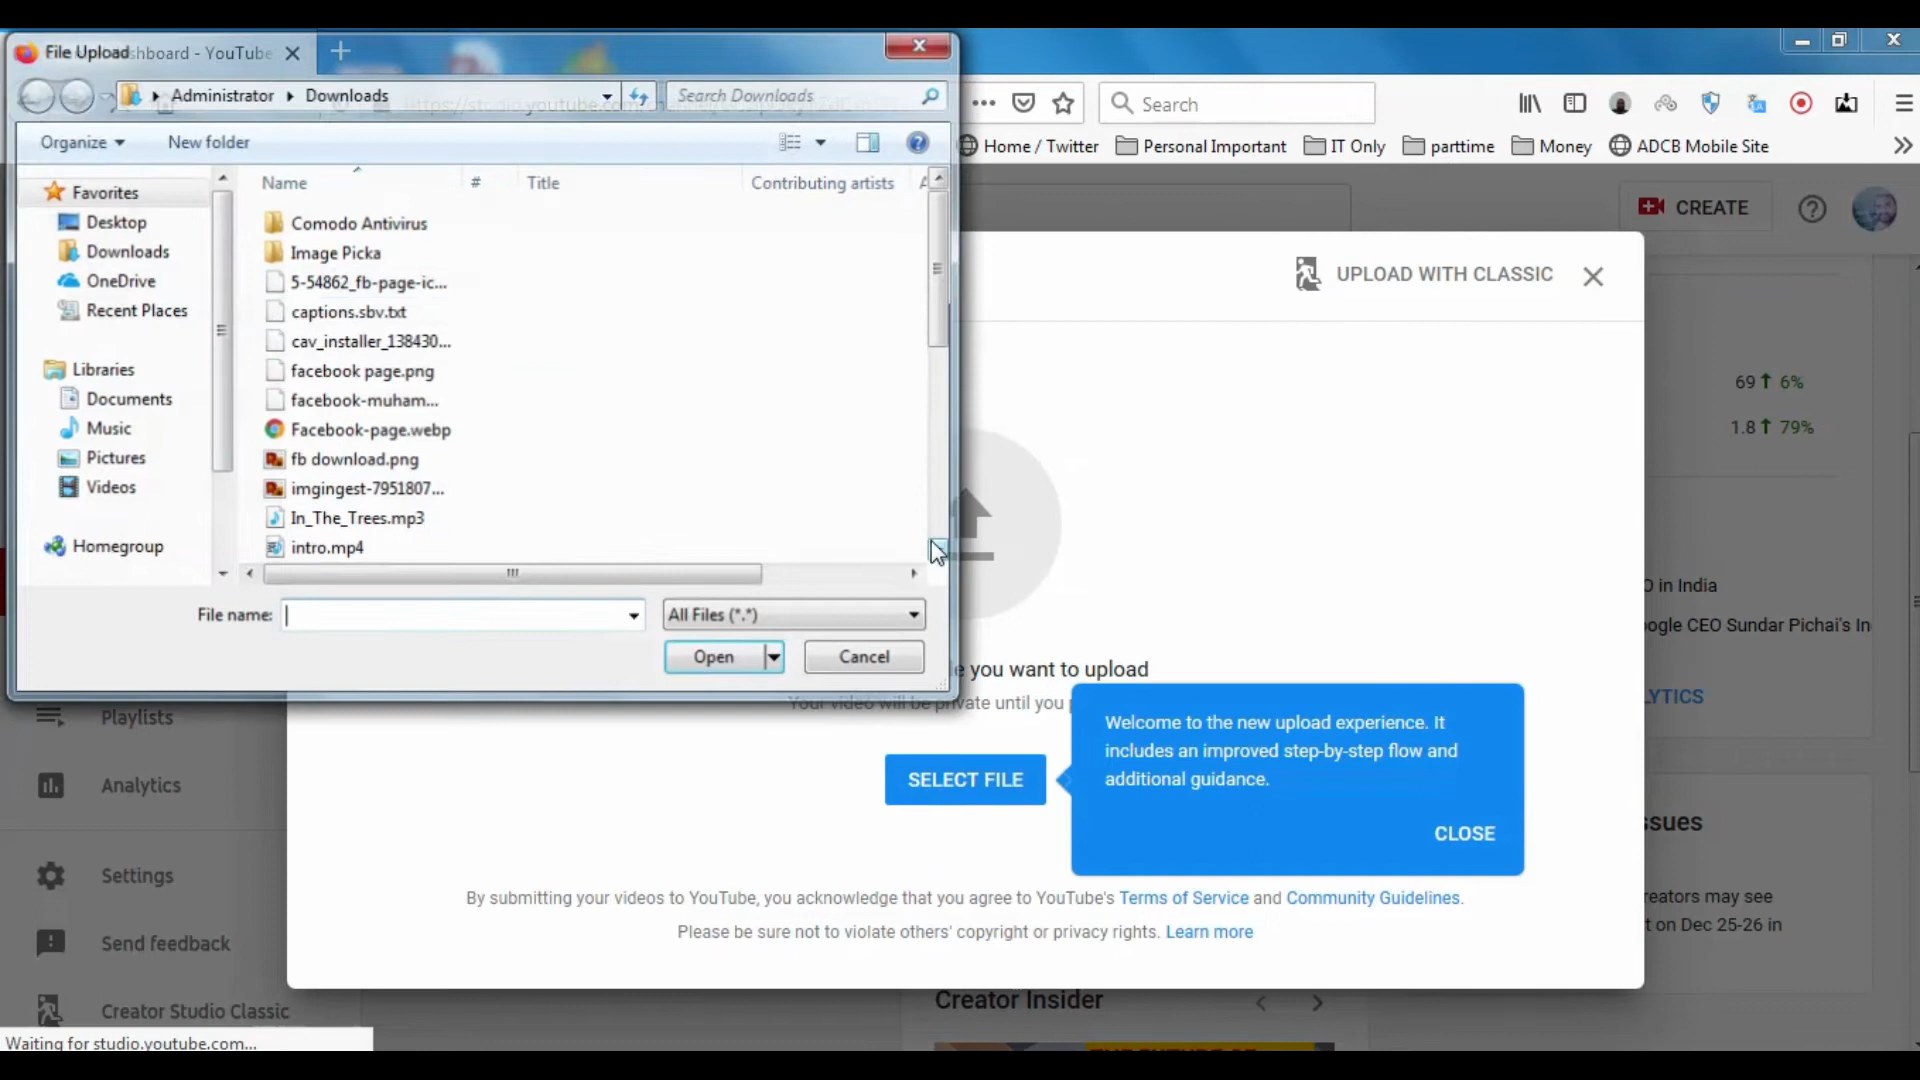 File Upload
shboard - YouTube
Administrator
Downloads
Search Downloads
https://studio.youtube.com/
Search
Organize
New folder
Home / Twitter
Personal Important
IT Only
parttime
Money
ADCB Mobile Site
Name
#
Title
Contributing artists
A
Favorites
Desktop
Downloads
OneDrive
Recent Places
Libraries
Documents
Music
Pictures
Videos
Homegroup
Comodo Antivirus
Image Picka
5-54862_fb-page-ic...
captions.sbv.txt
cav_installer_138430...
facebook page.png
facebook-muham...
Facebook-page.webp
fb download.png
imgingest-7951807...
In_The_Trees.mp3
intro.mp4
File name:
All Files (*.*)
Open
Cancel
CREATE
UPLOAD WITH CLASSIC
69 6%
1.8 79%
O in India
ogle CEO Sundar Pichai's In
LYTICS
e you want to upload
Your video will be private until you
Welcome to the new upload experience. It
includes an improved step-by-step flow and
additional guidance.
CLOSE
SELECT FILE
Playlists
Analytics
Settings
Send feedback
Creator Studio Classic
By submitting your videos to YouTube, you acknowledge that you agree to YouTube's Terms of Service and Community Guidelines.
Please be sure not to violate others' copyright or privacy rights. Learn more
ssues
reators may see
t on Dec 25-26 in
Creator Insider
Waiting for studio.youtube.com...